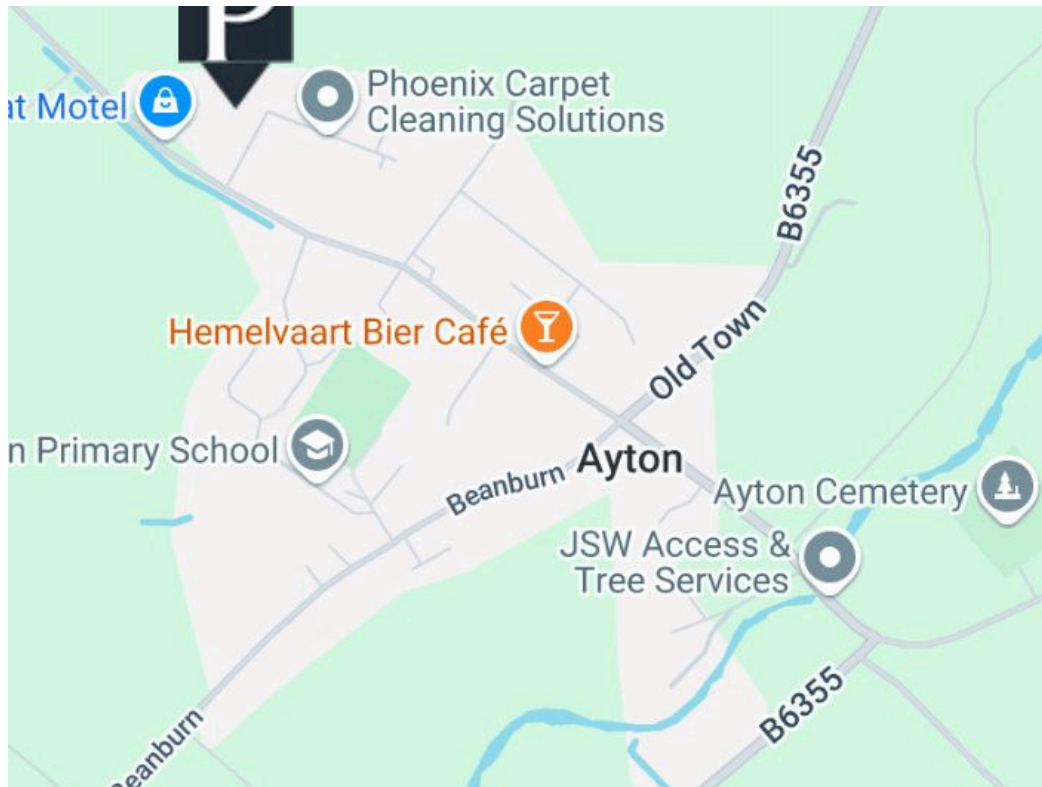 P
at Motel
Phoenix Carpet
Cleaning Solutions
B6355
Hemelvaart Bier Café
Old Town
n Primary School
Beanburn
Ayton
Ayton Cemetery
JSW Access &
Tree Services
B6355
Beanburn